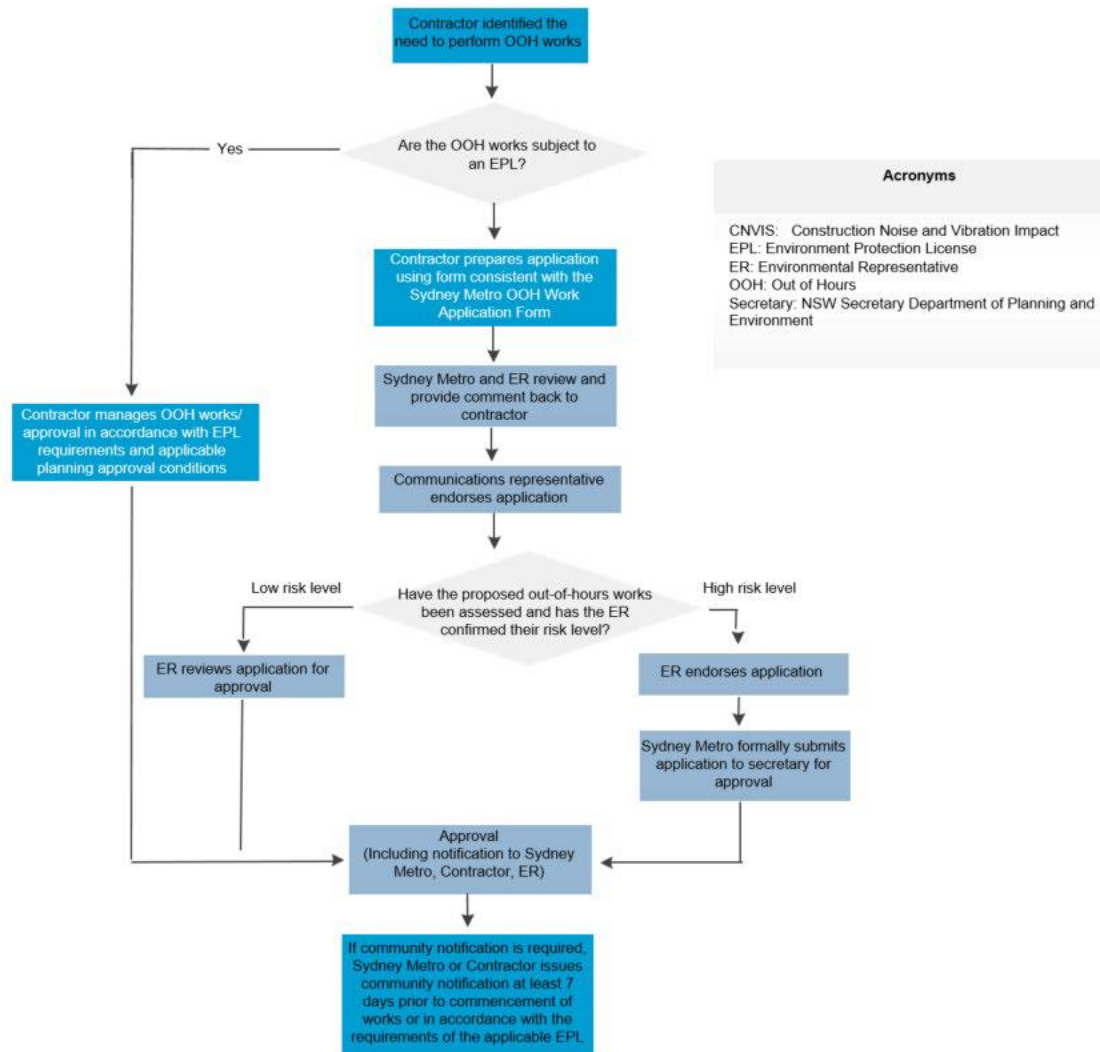 Contractor identified the
need to perform OOH works
Are the OOH works subject to
an EPL?
Yes
Acronyms
CNVIS: Construction Noise and Vibration Impact
EPL: Environment Protection License
ER: Environmental Representative
OOH: Out of Hours
Secretary: NSW Secretary Department of Planning and
Environment
Contractor prepares application
using form consistent with the
Sydney Metro OOH Work
Application Form
Sydney Metro and ER review and
provide comment back to
contractor
Contractor manages OOH works/
approval in accordance with EPL
requirements and applicable
planning approval conditions
Communications representative
endorses application
Low risk level
Have the proposed out-of-hours works
been assessed and has the ER
confirmed their risk level?
High risk level
ER reviews application for
approval
ER endorses application
Sydney Metro formally submits
application to secretary for
approval
Approval
(Including notification to Sydney
Metro, Contractor, ER)
If community notification is required,
Sydney Metro or Contractor issues
community notification at least 7
days prior to commencement of
works or in accordance with the
requirements of the applicable EPL